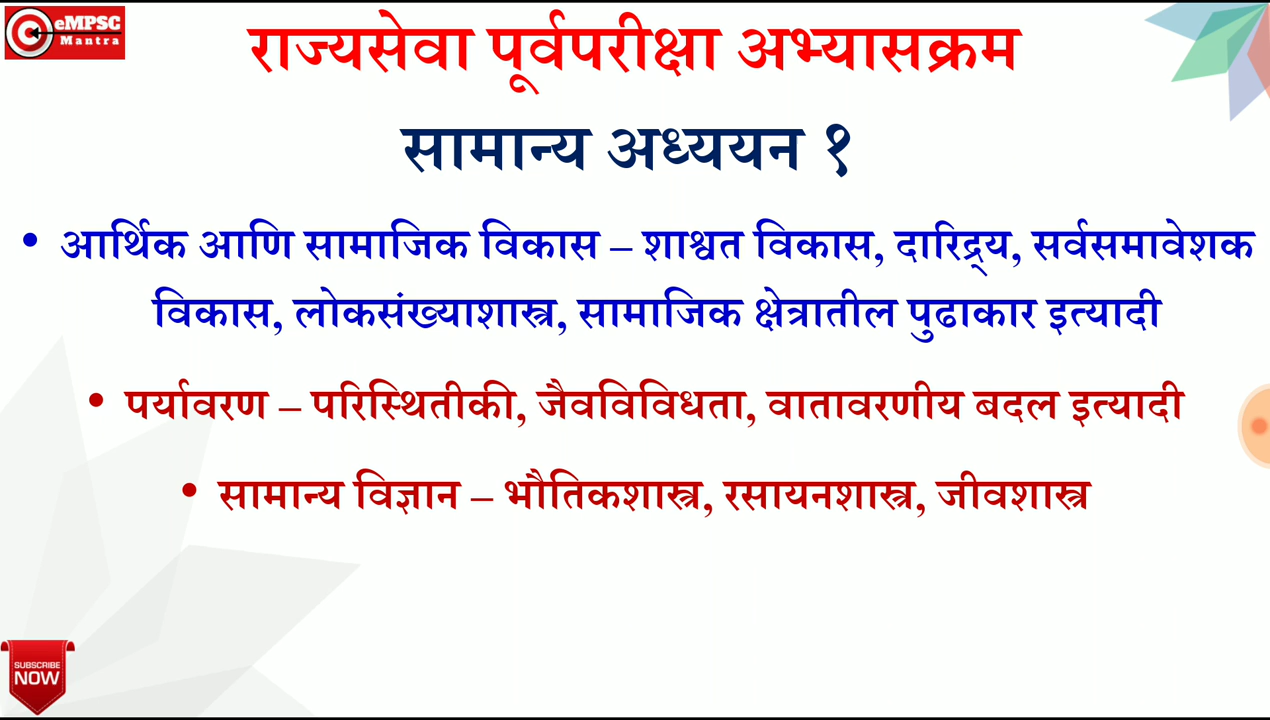 eMPSC
Mantra
राज्यसेवा पूर्वपरीक्षा अभ्यासक्रम
सामान्य अध्ययन १
• आर्थिक आणि सामाजिक विकास – शाश्वत विकास, दारिद्र्य, सर्वसमावेशक
विकास, लोकसंख्याशास्त्र, सामाजिक क्षेत्रातील पुढाकार इत्यादी
• पर्यावरण – परिस्थितीकी, जैवविविधता, वातावरणीय बदल इत्यादी
• सामान्य विज्ञान – भौतिकशास्त्र, रसायनशास्त्र, जीवशास्त्र
SUBSCRIBE
NOW